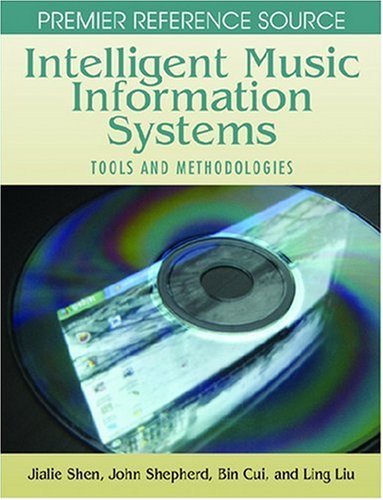 PREMIER REFERENCE SOURCE
Intelligent Music
Information
Systems
TOOLS AND METHODOLOGIES
Jialie Shen, John Shepherd, Bin Cui, and Ling Liu